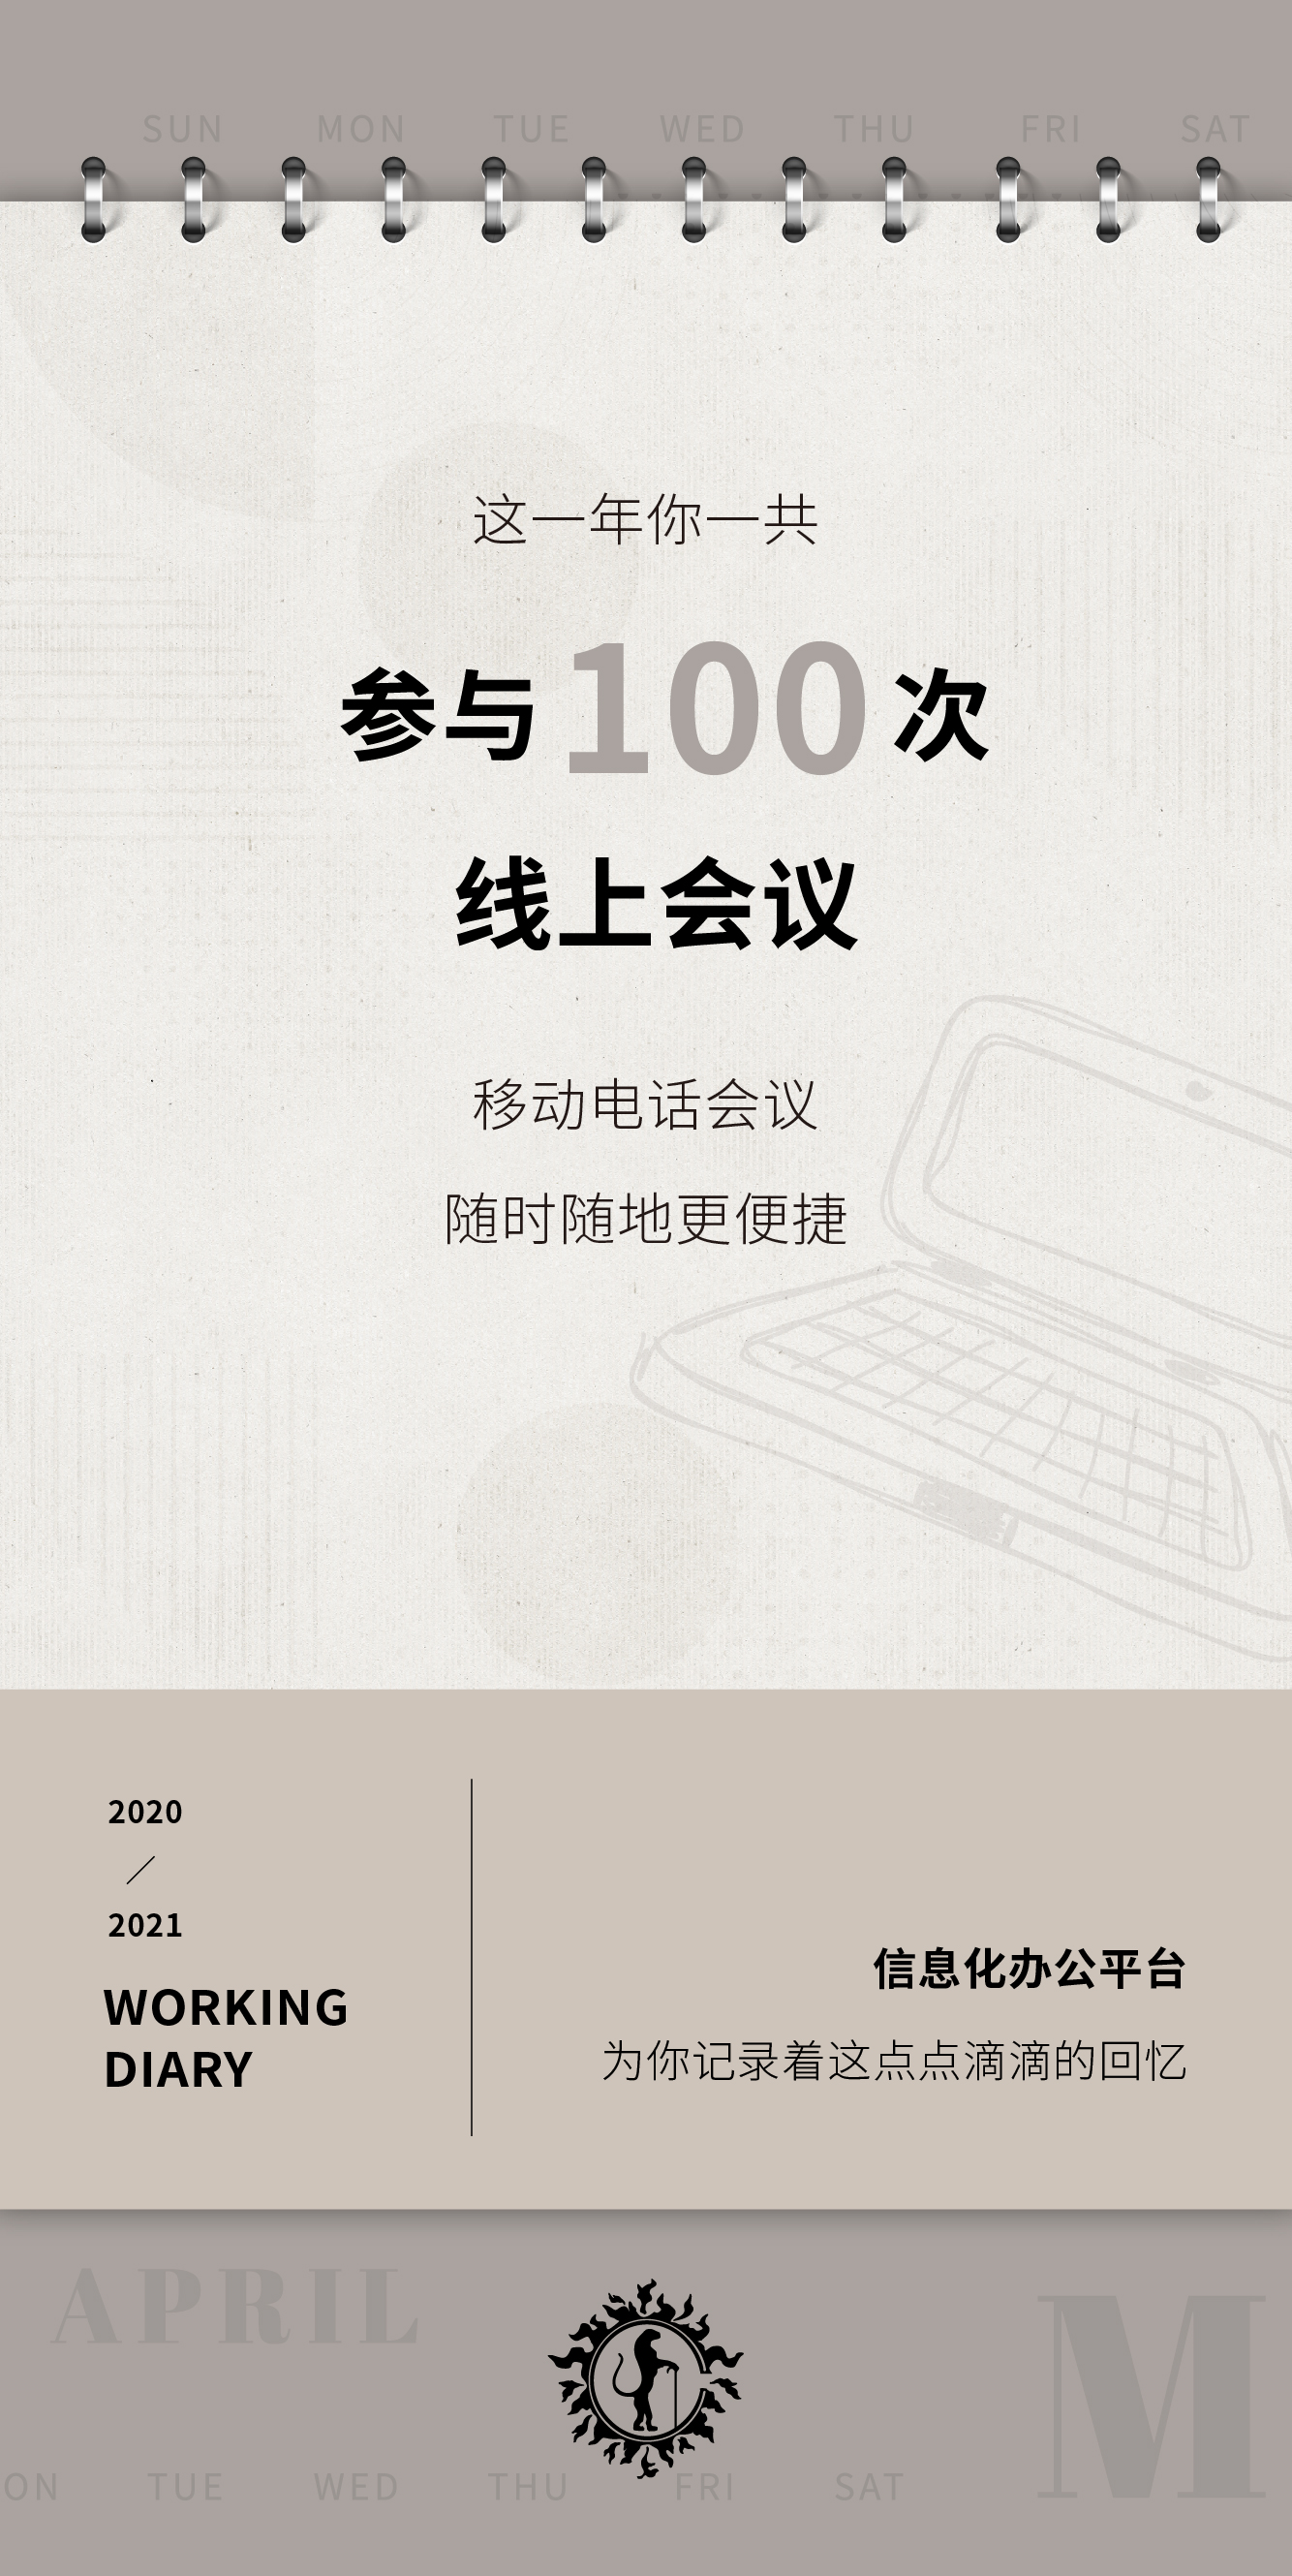 SUN MON TUE WED THU FRI SAT
这一年你一共
参与100次
线上会议
移动电话会议
随时随地更便捷
2020
/
2021
WORKING
DIARY
信息化办公平台
为你记录着这点点滴滴的回忆
APRIL
M
ON TUE WED THU FRI SAT